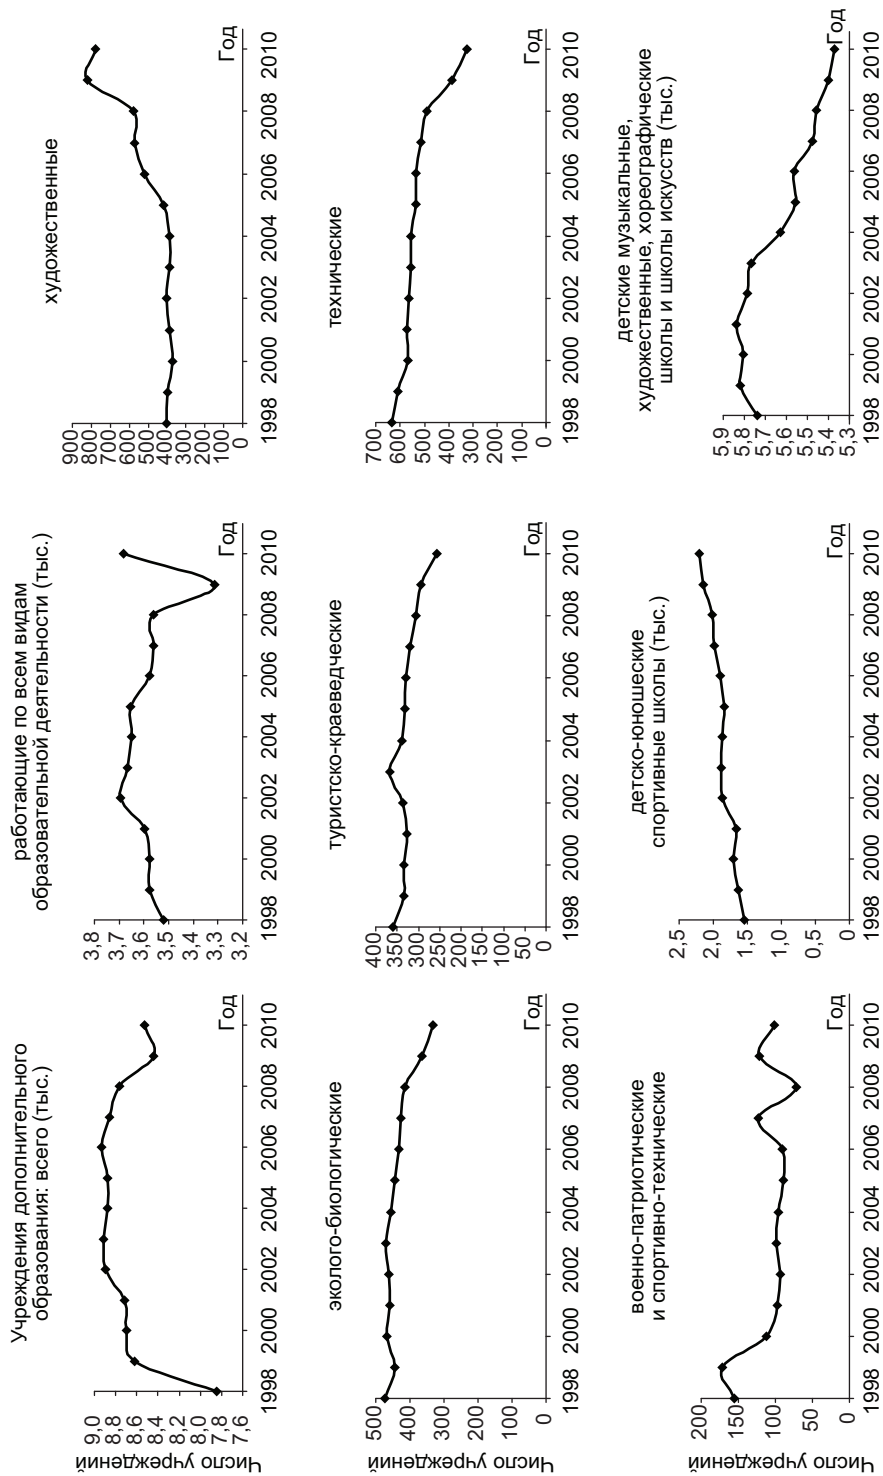 Учреждения дополнительного
образования: всего (тыс.)
Число учреждений
9,0
8,8
8,6
8,4
8,2
8,0
7,8
7,6
1998 2000 2002 2004 2006 2008 2010
Год
работающие по всем видам
образовательной деятельности (тыс.)
3,8
3,7
3,6
3,5
3,4
3,3
3,2
1998 2000 2002 2004 2006 2008 2010
Год
художественные
900
800
700
600
500
400
300
200
100
0
1998 2000 2002 2004 2006 2008 2010
Год
эколого-биологические
Число учреждений
500
400
300
200
100
0
1998 2000 2002 2004 2006 2008 2010
Год
туристско-краеведческие
400
350
300
250
200
150
100
50
0
1998 2000 2002 2004 2006 2008 2010
Год
технические
700
600
500
400
300
200
100
0
1998 2000 2002 2004 2006 2008 2010
Год
военно-патриотические
и спортивно-технические
Число учреждений
200
150
100
50
0
1998 2000 2002 2004 2006 2008 2010
Год
детско-юношеские
спортивные школы (тыс.)
2,5
2,0
1,5
1,0
0,5
0
1998 2000 2002 2004 2006 2008 2010
Год
детские музыкальные,
художественные, хореографические
школы и школы искусств (тыс.)
5,9
5,8
5,7
5,6
5,5
5,4
5,3
1998 2000 2002 2004 2006 2008 2010
Год